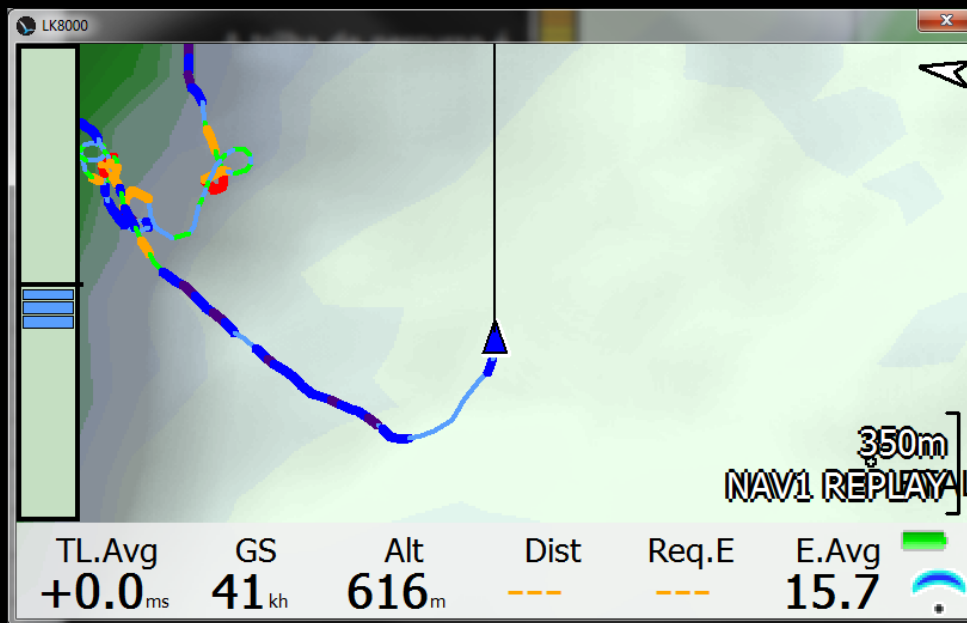 LK8000
350m
NAV1 REPLAY
TL.Avg GS Alt Dist Req.E E.Avg
+0.0ms 41kh 616m --- --- 15.7